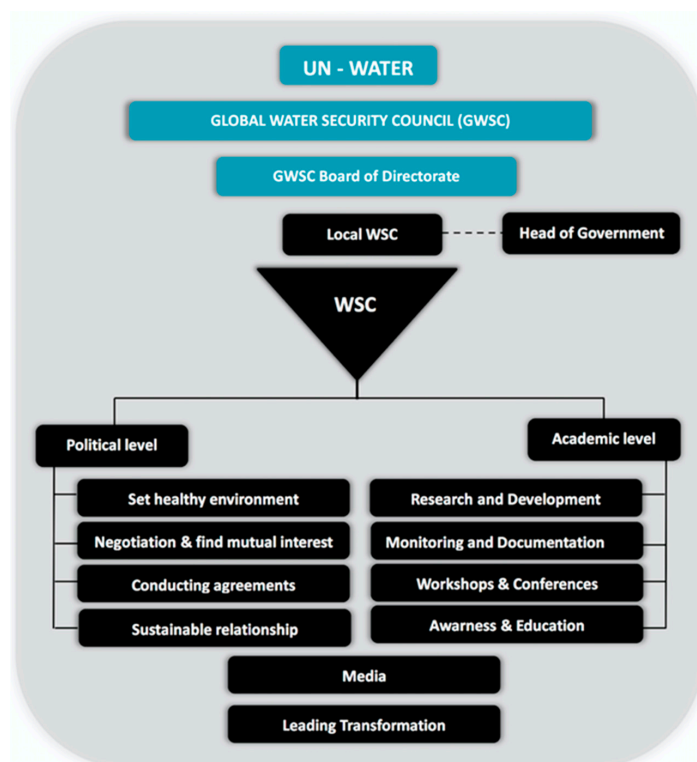 UN - WATER
GLOBAL WATER SECURITY COUNCIL (GWSC)
GWSC Board of Directorate
Local WSC
Head of Government
WSC
Political level
Academic level
Set healthy environment
Negotiation & find mutual interest
Conducting agreements
Sustainable relationship
Research and Development
Monitoring and Documentation
Workshops & Conferences
Awarness & Education
Media
Leading Transformation